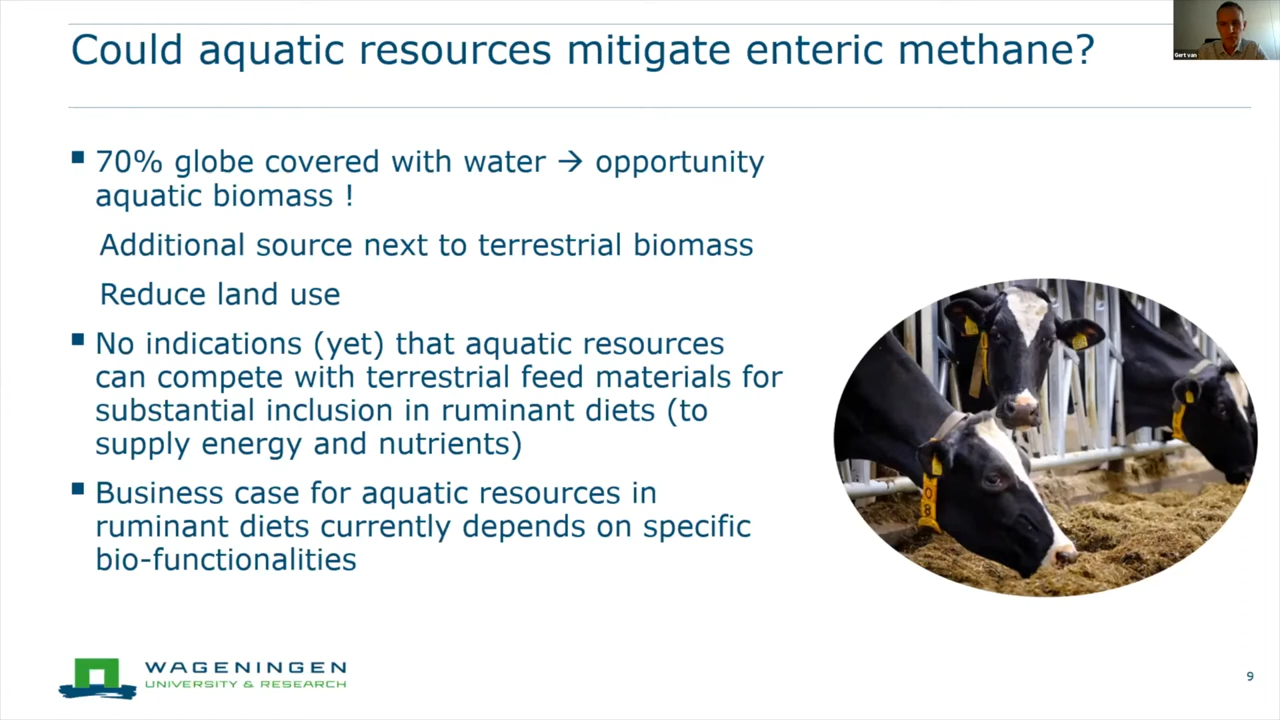 Could aquatic resources mitigate enteric methane?
Gert van
▪ 70% globe covered with water → opportunity
aquatic biomass !
Additional source next to terrestrial biomass
Reduce land use
▪ No indications (yet) that aquatic resources
can compete with terrestrial feed materials for
substantial inclusion in ruminant diets (to
supply energy and nutrients)
▪ Business case for aquatic resources in
ruminant diets currently depends on specific
bio-functionalities
08
WAGENINGEN
UNIVERSITY & RESEARCH
9